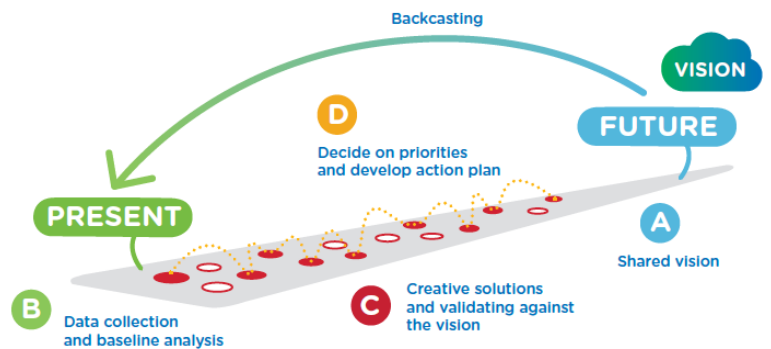 Backcasting
VISION
FUTURE
D
Decide on priorities
and develop action plan
PRESENT
A
Shared vision
B
Data collection
and baseline analysis
C
Creative solutions
and validating against
the vision